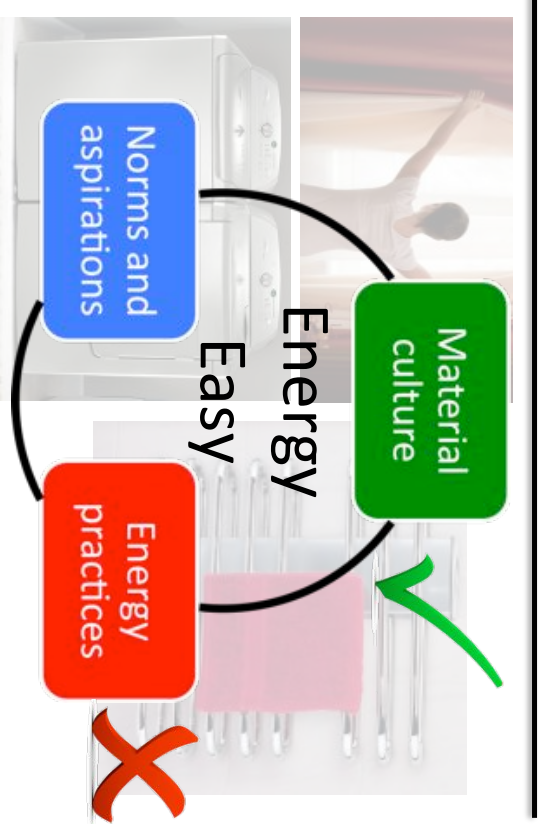 Material
culture
Energy
Easy
Norms and
aspirations
Energy
practices